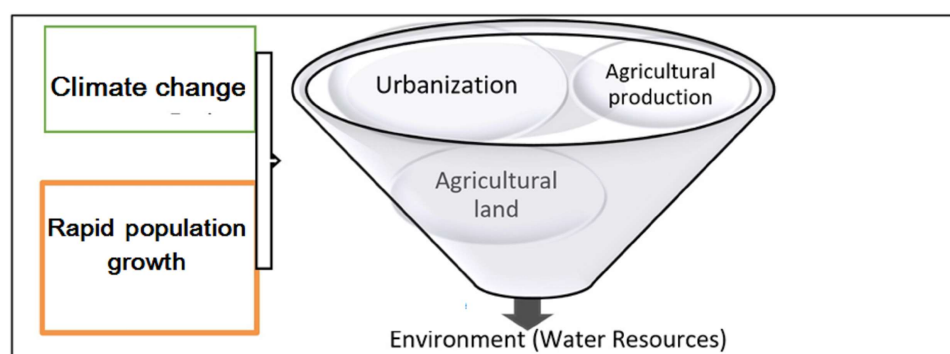 Climate change
Rapid population
growth
Urbanization
Agricultural
production
Agricultural
land
Environment (Water Resources)